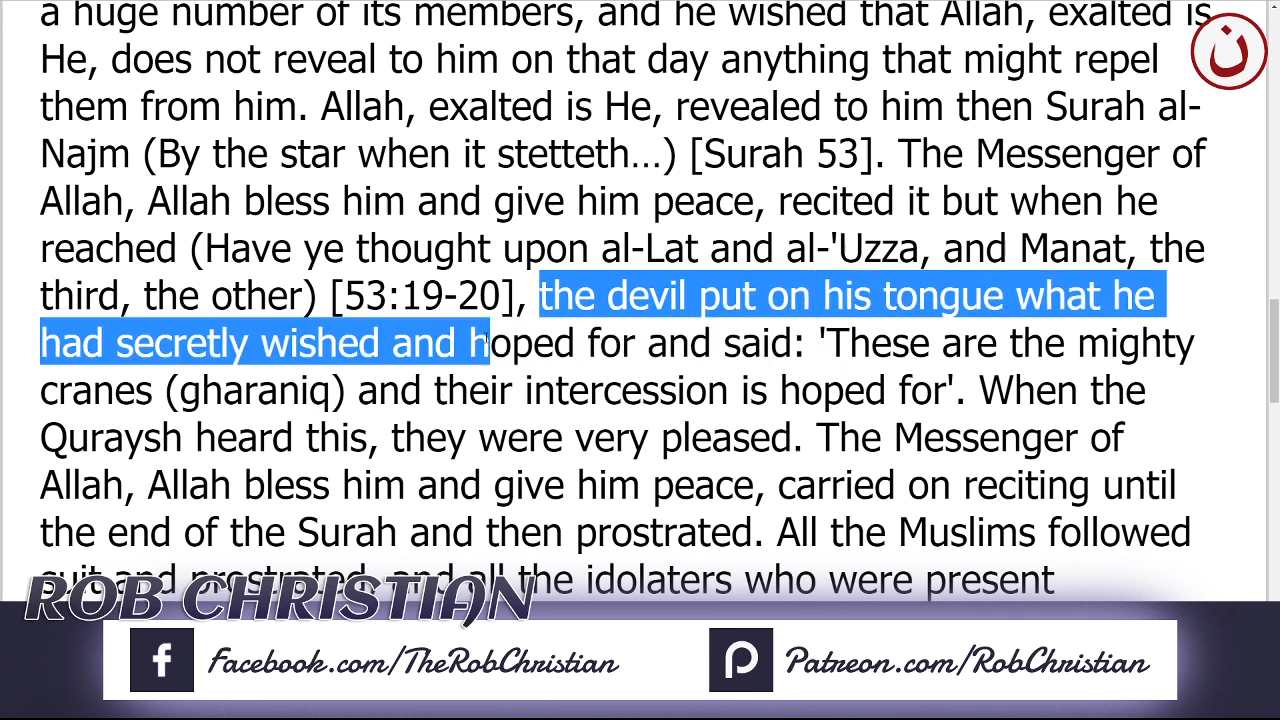 a huge number of its members, and he wished that Allah, exalted is
He, does not reveal to him on that day anything that might repel
them from him. Allah, exalted is He, revealed to him then Surah al-
Najm (By the star when it stetteth...) [Surah 53]. The Messenger of
Allah, Allah bless him and give him peace, recited it but when he
reached (Have ye thought upon al-Lat and al-'Uzza, and Manat, the
third, the other) [53:19-20], the devil put on his tongue what he
had secretly wished and hoped for and said: 'These are the mighty
cranes (gharaniq) and their intercession is hoped for'. When the
Quraysh heard this, they were very pleased. The Messenger of
Allah, Allah bless him and give him peace, carried on reciting until
the end of the Surah and then prostrated. All the Muslims followed
suit and prostrated, and all the idolaters who were present
ن
ROB CHRISTIAN
Facebook.com/TheRobChristian
Patreon.com/RobChristian